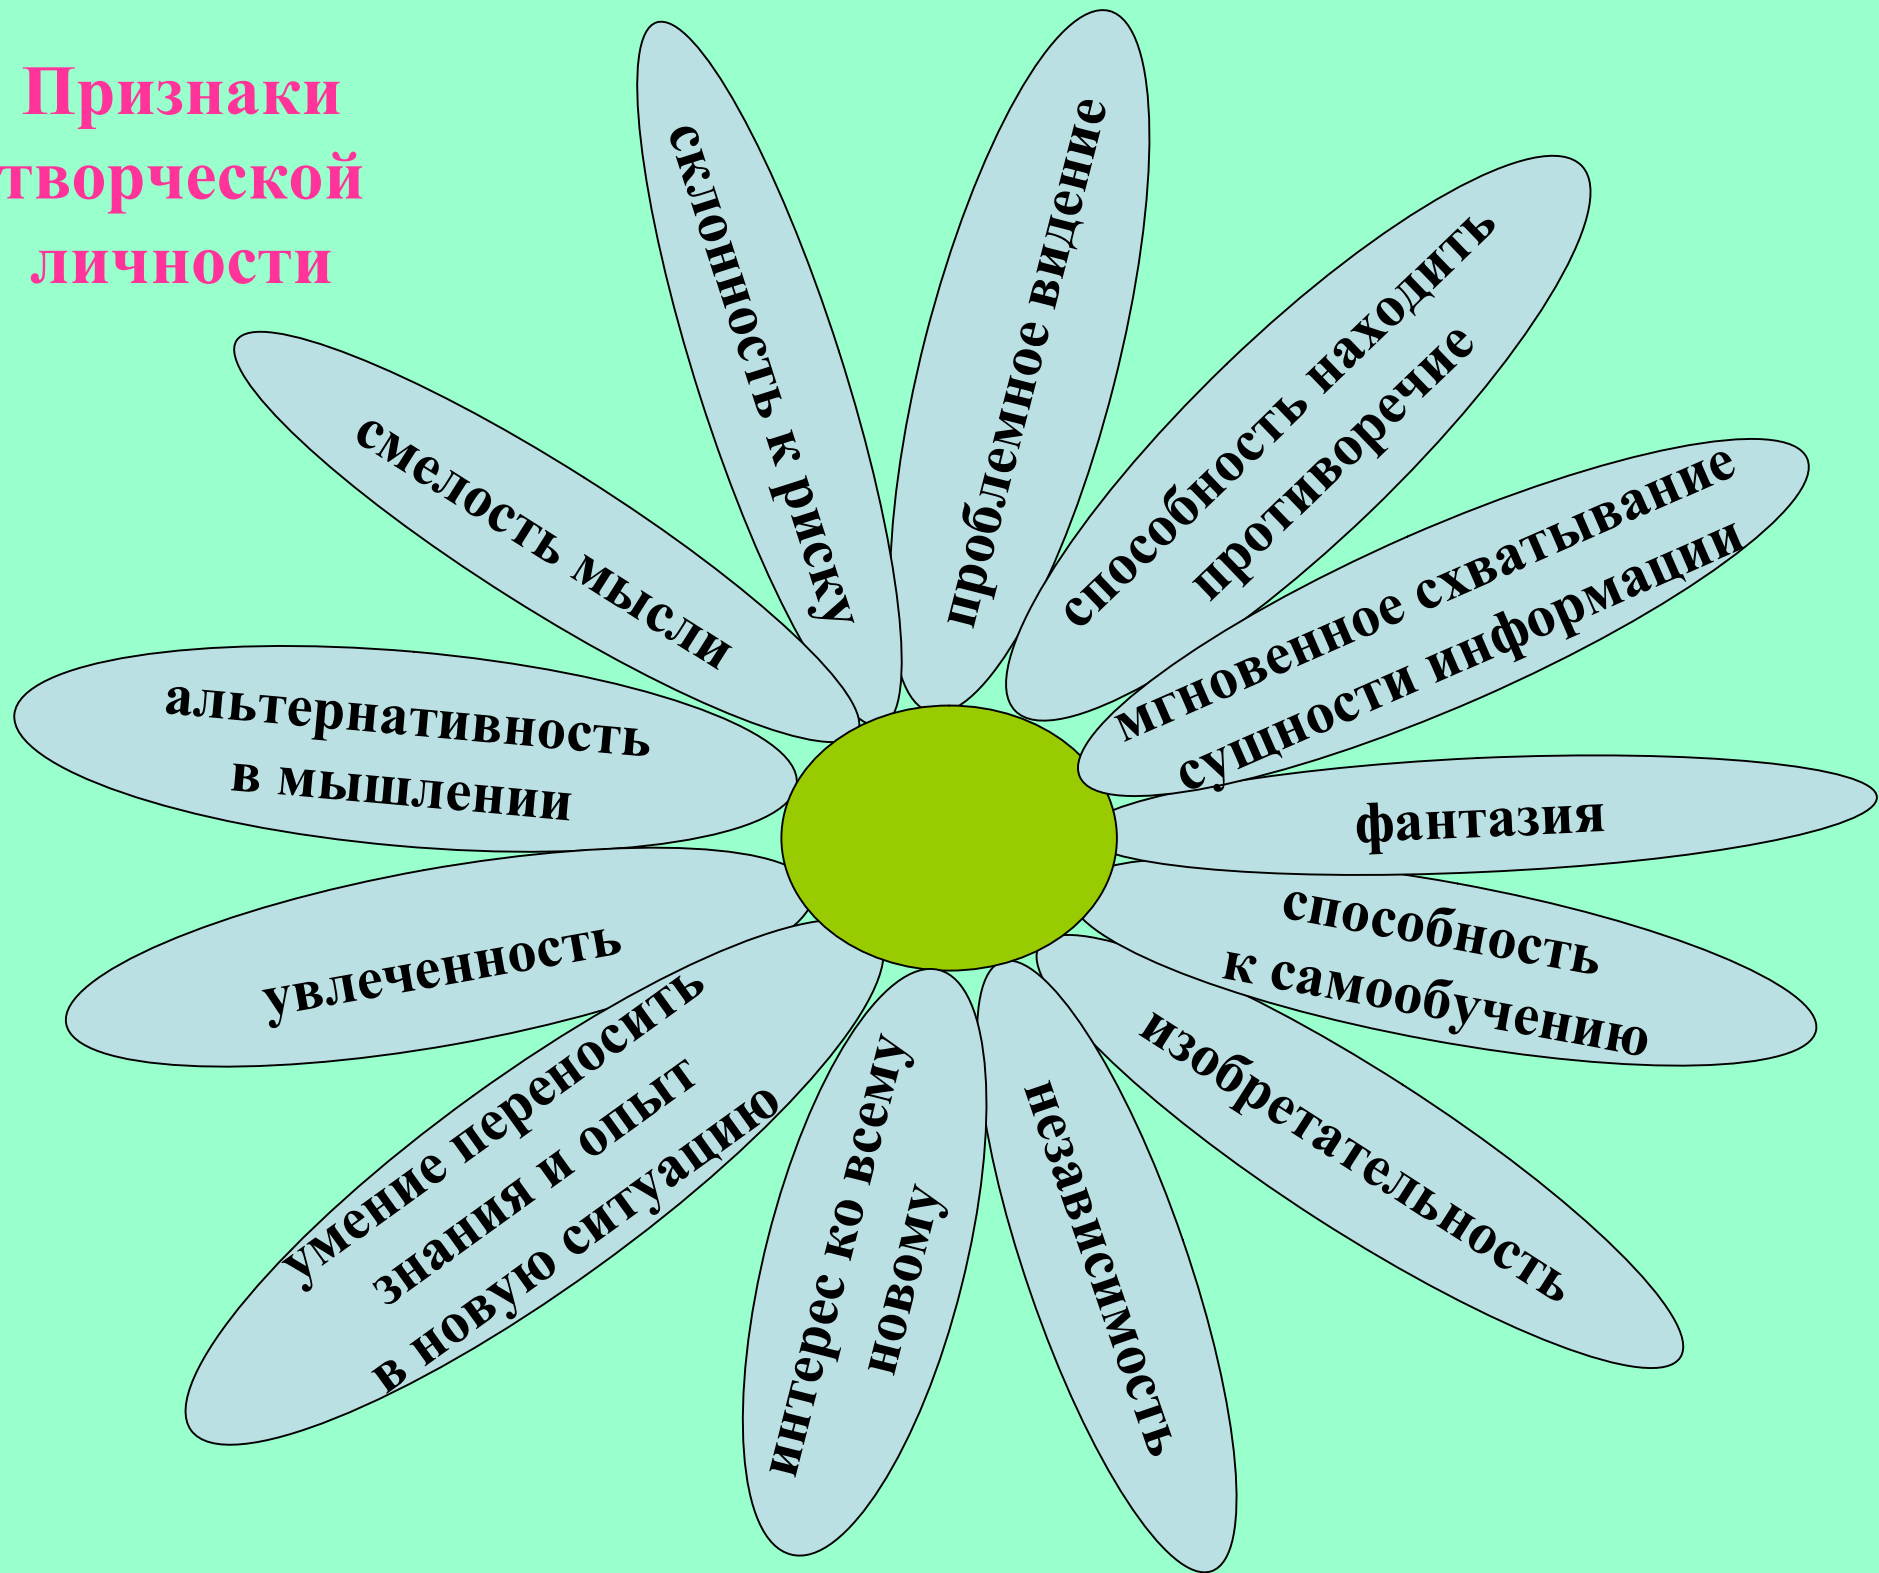 Признаки
творческой
личности
склонность к риску
проблемное видение
способность находить
противоречие
мгновенное схватывание
сущности информации
фантазия
способность
к самообучению
изобретательность
независимость
интерес ко всему
новому
умение переносить
знания и опыт
в новую ситуацию
увлеченность
альтернативность
в мышлении
смелость мысли